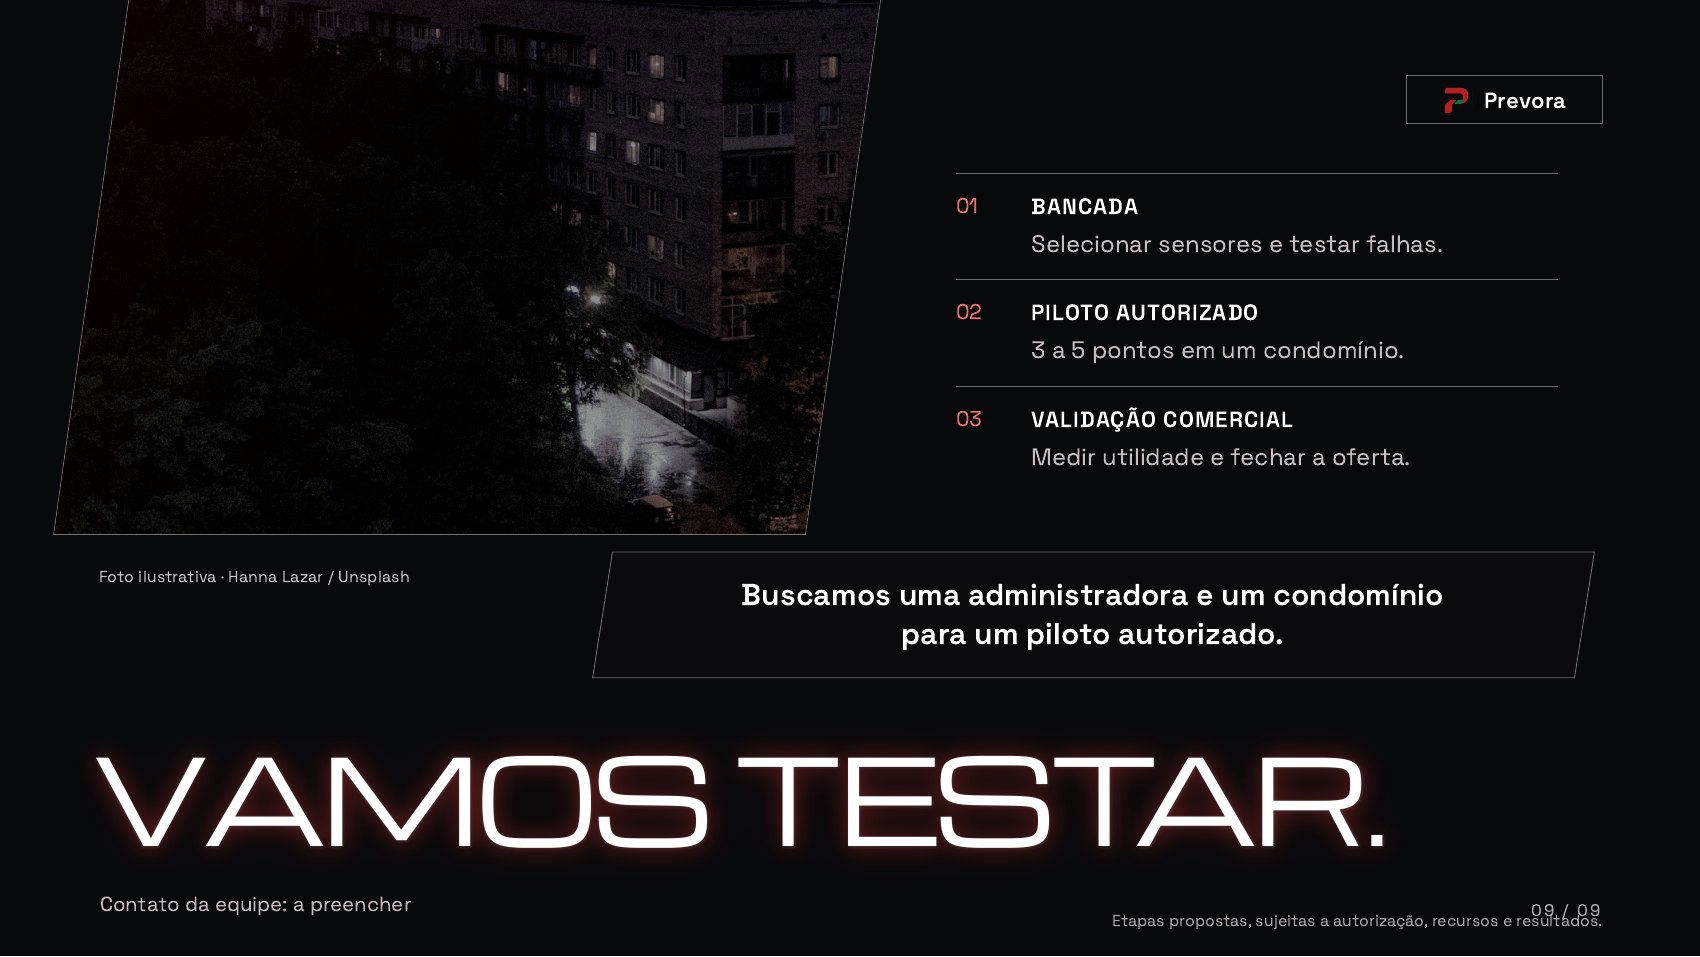 Prevora
01 BANCADA
Selecionar sensores e testar falhas.
02 PILOTO AUTORIZADO
3 a 5 pontos em um condomínio.
03 VALIDAÇÃO COMERCIAL
Medir utilidade e fechar a oferta.
Foto ilustrativa · Hanna Lazar / Unsplash
Buscamos uma administradora e um condomínio
para um piloto autorizado.
VAMOS TESTAR.
Contato da equipe: a preencher
09 / 09
Etapas propostas, sujeitas a autorização, recursos e resultados.